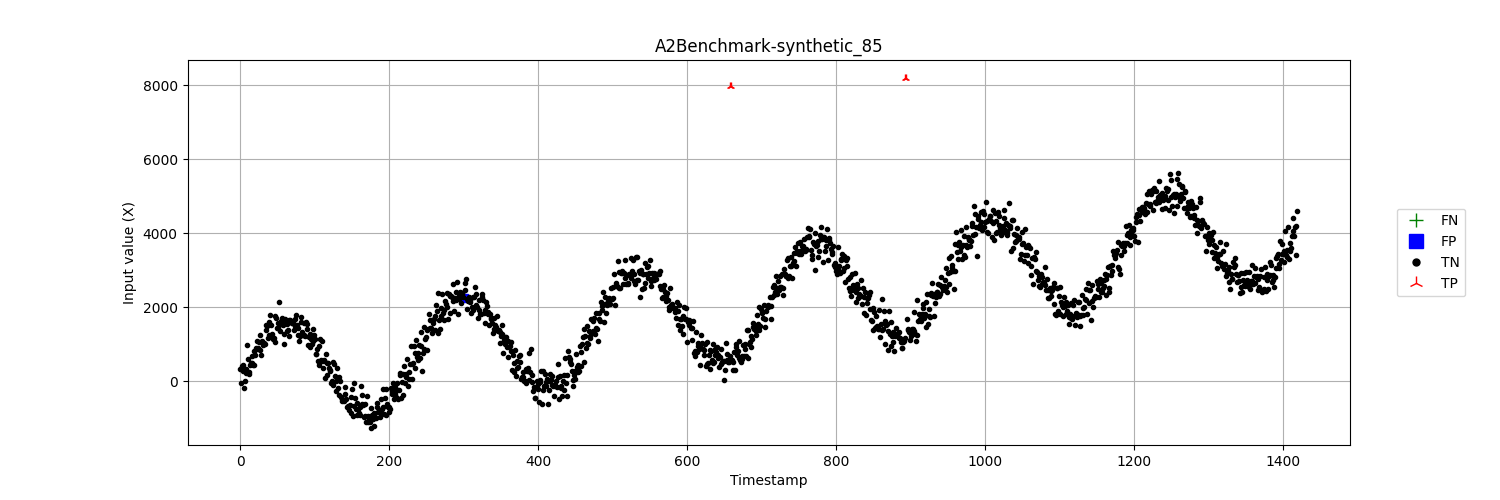 A2Benchmark-synthetic_85
Input value (X)
8000
6000
4000
2000
0
0 200 400 600 800 1000 1200 1400
Timestamp
FN
FP
TN
TP